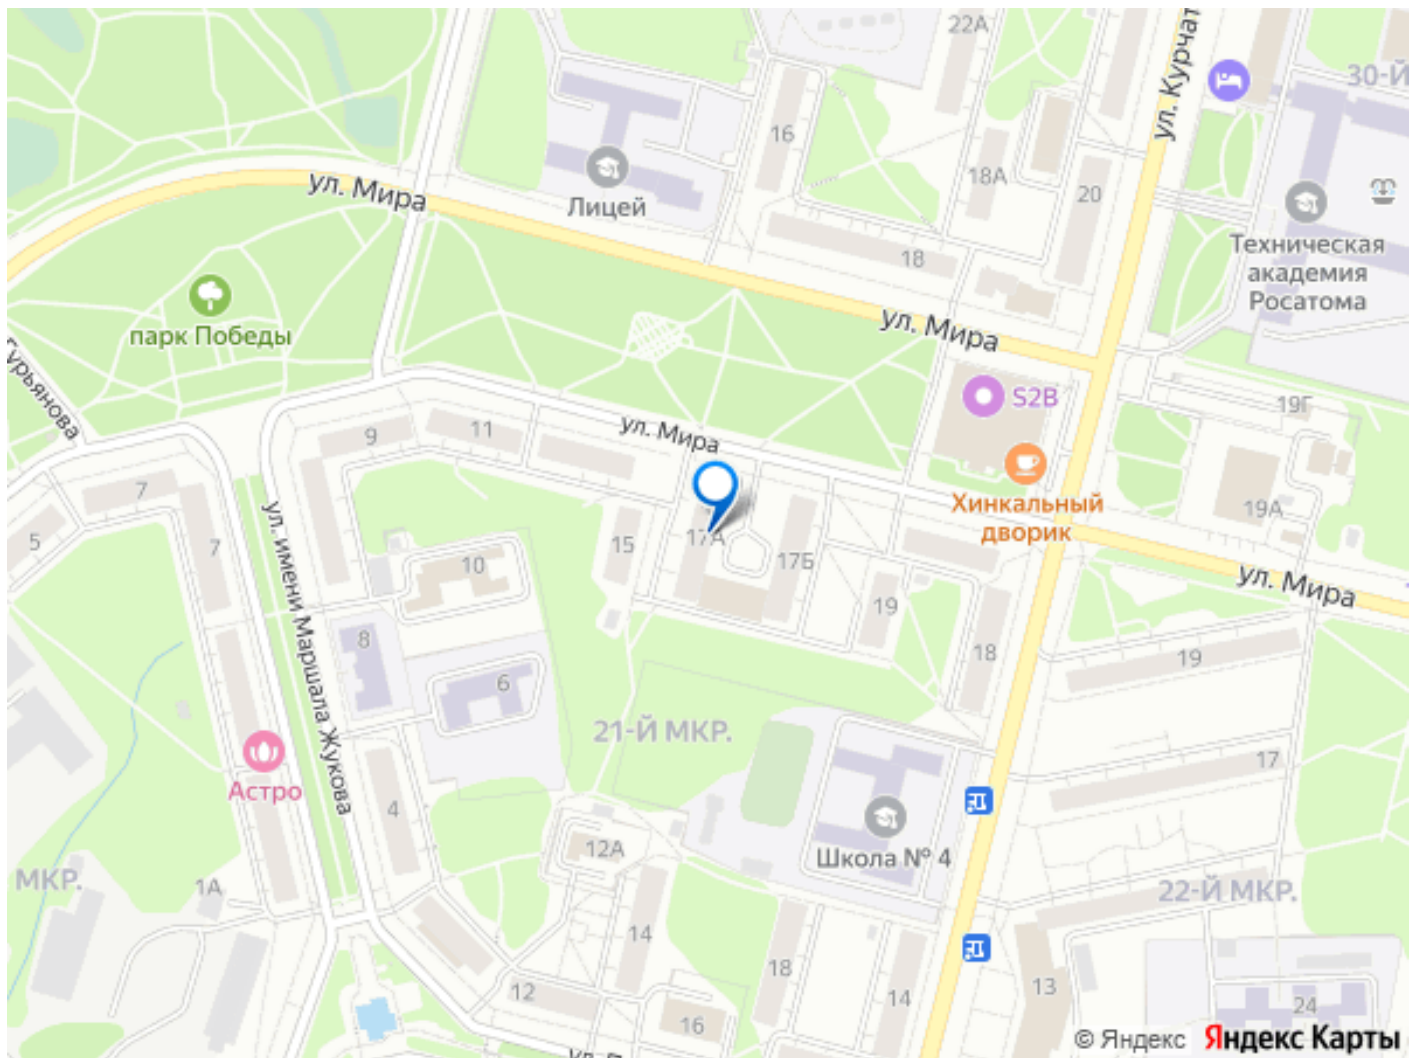 22А
ул. Курчат
30-Й
16
ул. Мира
Лицей
18А
20
Техническая
академия
Росатома
18
парк Победы
ул. Мира
Гурьянова
S2B
19Г
9
11
ул. Мира
Хинкальный
дворик
19А
7
5
7
15
17А
17Б
10
ул. Мира
19
8
18
19
6
ул. имени Маршала Жукова
21-Й МКР.
17
Астро
4
12А
Школа № 4
МКР.
1А
22-Й МКР.
14
18
12
14
13
16
24
© Яндекс Яндекс Карты